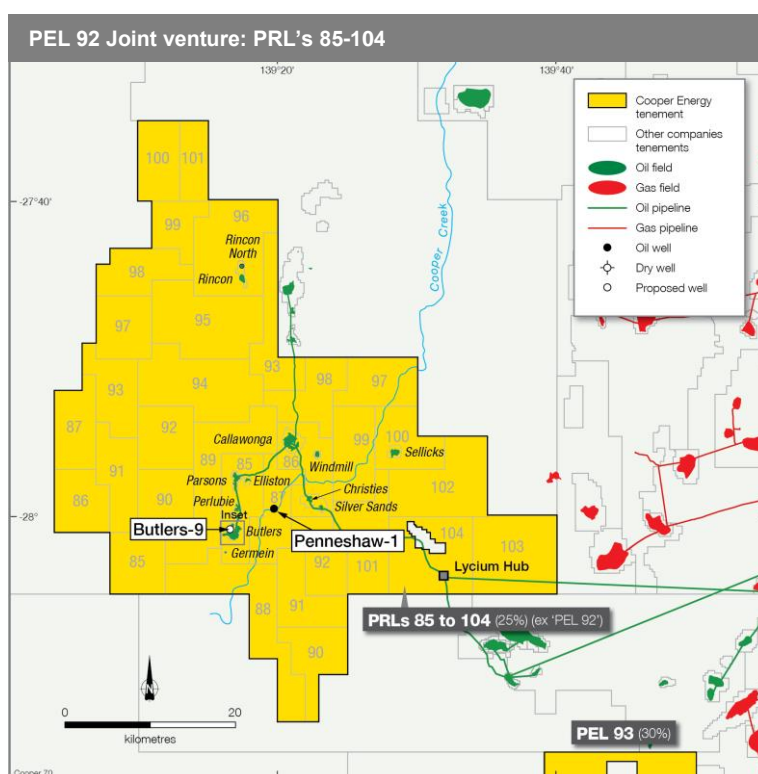 PEL 92 Joint venture: PRL's 85-104
139°20'
139°40'
Cooper Energy
tenement
Other companies
tenements
Oil field
Gas field
Oil pipeline
Gas pipeline
Oil well
Dry well
Proposed well
100
101
-27°40'
99
96
Rincon
North
Rincon
Cooper Creek
98
97
95
93
94
93
98
97
87
92
99
100
Callawonga
Sellicks
89
85
86
Windmill
91
Parsons
Elliston
102
Christies
86
90
Perlubie
87
Silver Sands
-28°
Inset
Butlers-9
Butlers
Penneshaw-1
104
103
Germein
85
92
101
Lycium Hub
88
91
PRLs 85 to 104 (25%) (ex 'PEL 92')
90
N
0
20
kilometres
PEL 93 (30%)
Cooper 70